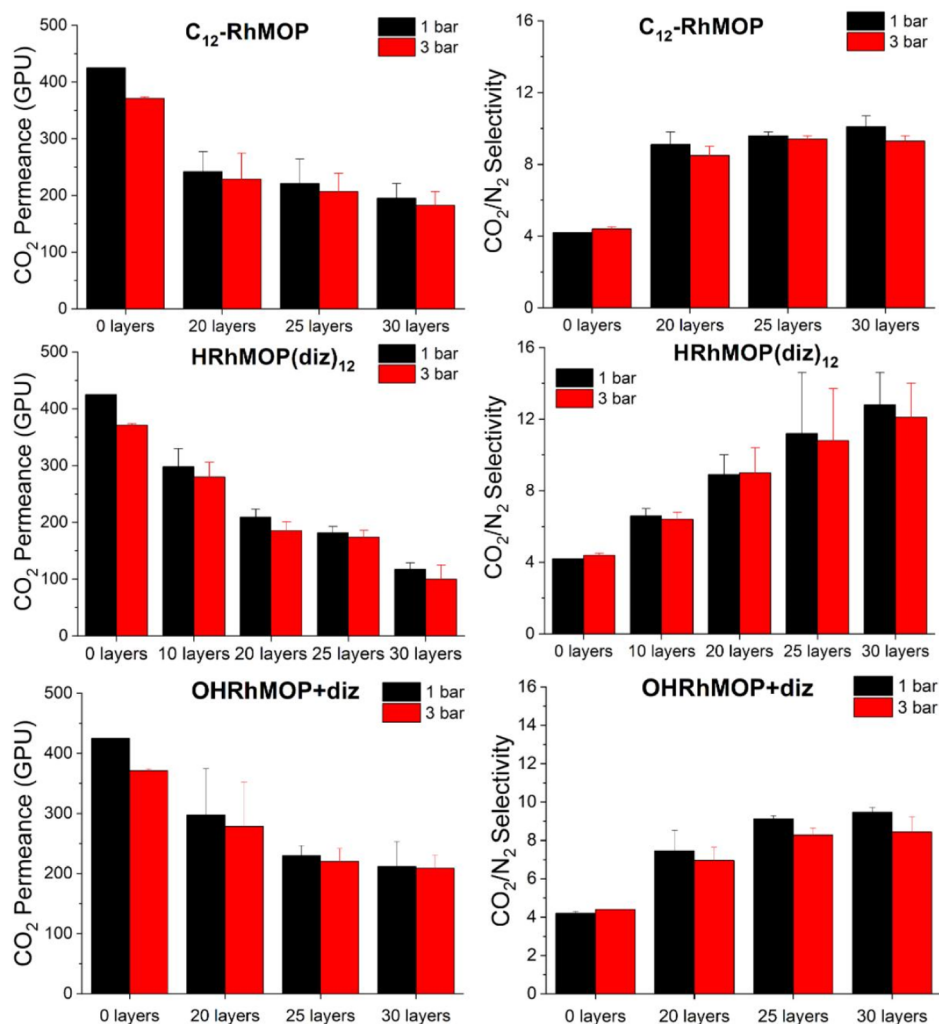 C₁₂-RhMOP
1 bar
3 bar
CO₂ Permeance (GPU)
500
400
300
200
100
0
0 layers 20 layers 25 layers 30 layers
C₁₂-RhMOP
1 bar
3 bar
CO₂/N₂ Selectivity
16
12
8
4
0
0 layers 20 layers 25 layers 30 layers
HRhMOP(diz)₁₂
1 bar
3 bar
CO₂ Permeance (GPU)
500
400
300
200
100
0
0 layers 10 layers 20 layers 25 layers 30 layers
HRhMOP(diz)₁₂
1 bar
3 bar
CO₂/N₂ Selectivity
16
12
8
4
0
0 layers 10 layers 20 layers 25 layers 30 layers
OHRhMOP+diz
1 bar
3 bar
CO₂ Permeance (GPU)
500
400
300
200
100
0
0 layers 20 layers 25 layers 30 layers
OHRhMOP+diz
1 bar
3 bar
CO₂/N₂ Selectivity
16
14
12
10
8
6
4
2
0
0 layers 20 layers 25 layers 30 layers